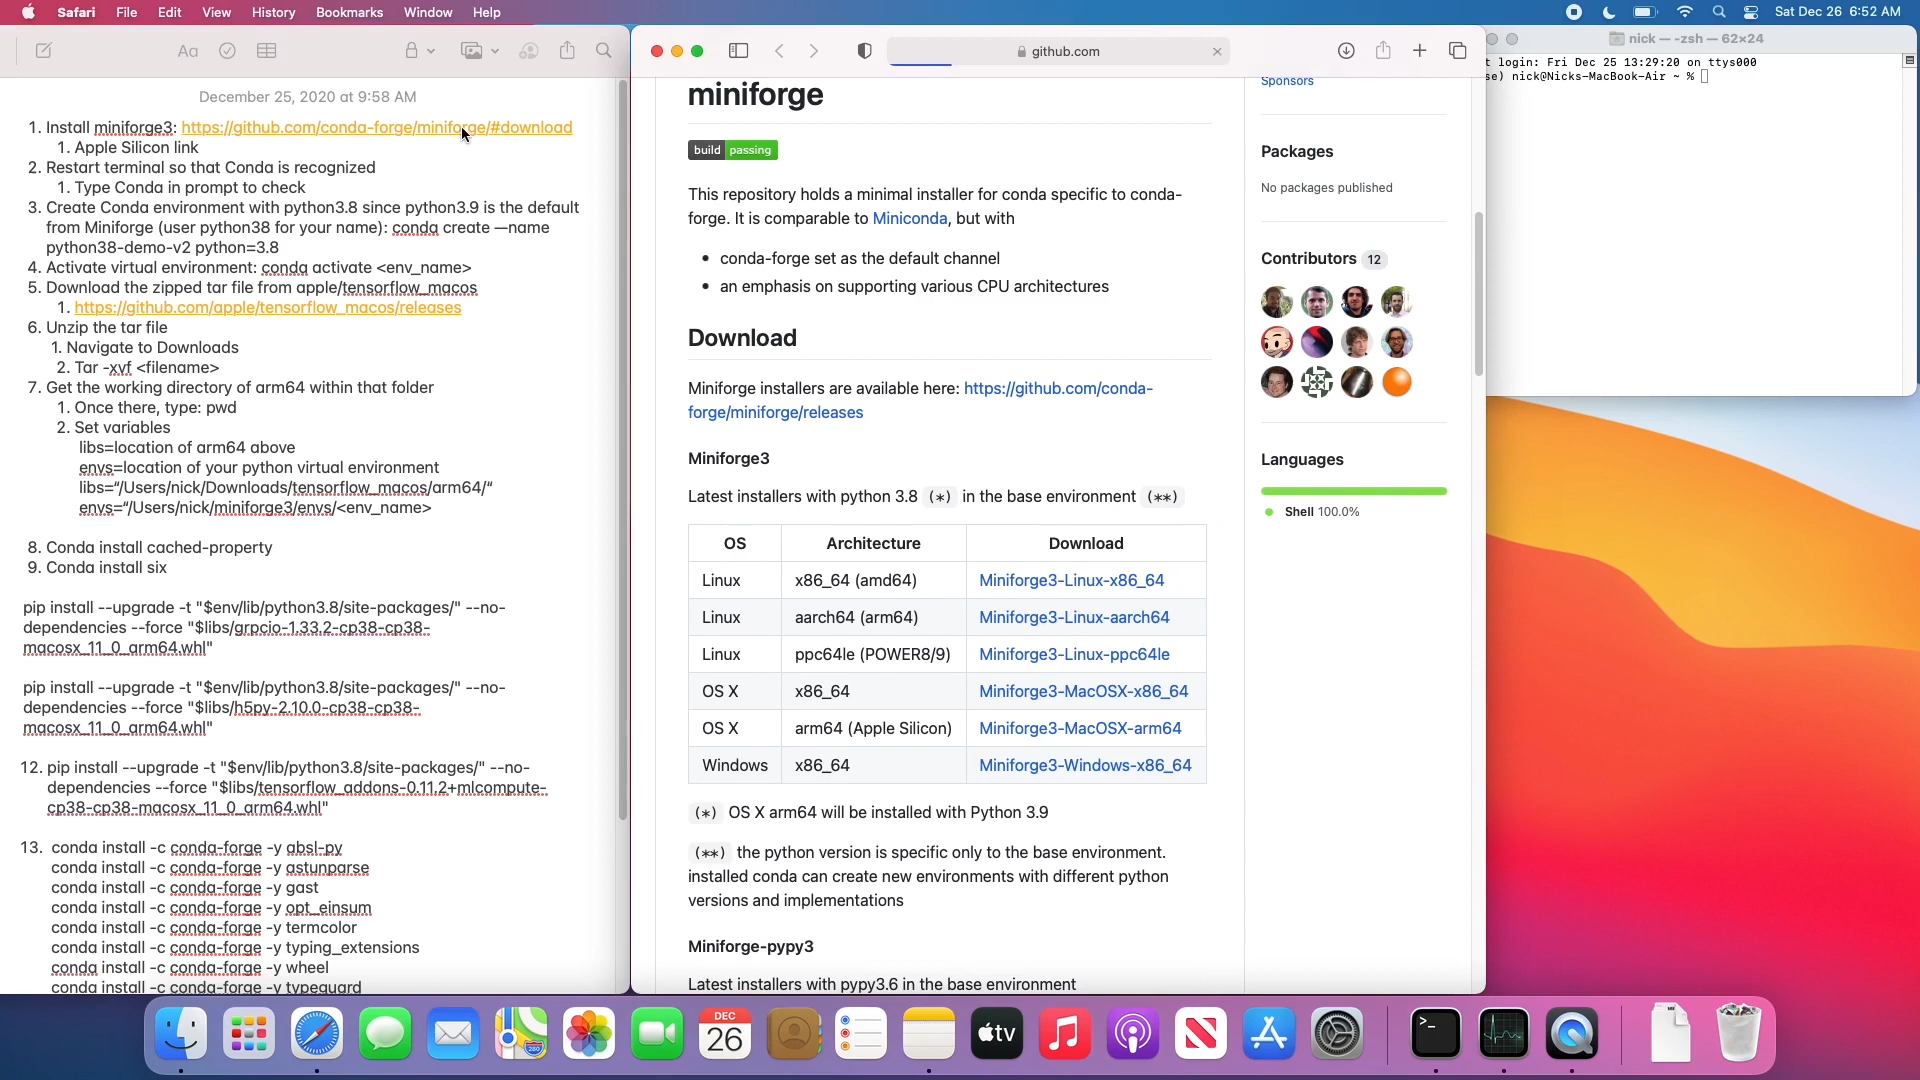 Safari File Edit View History Bookmarks Window Help
Sat Dec 26 6:52 AM
Aa
December 25, 2020 at 9:58 AM
1. Install miniforge3: https://github.com/conda-forge/miniforge/#download
1. Apple Silicon link
2. Restart terminal so that Conda is recognized
1. Type Conda in prompt to check
3. Create Conda environment with python3.8 since python3.9 is the default
from Miniforge (user python38 for your name): conda create —name
python38-demo-v2 python=3.8
4. Activate virtual environment: conda activate <env_name>
5. Download the zipped tar file from apple/tensorflow_macos
1. https://github.com/apple/tensorflow_macos/releases
6. Unzip the tar file
1. Navigate to Downloads
2. Tar -xvf <filename>
7. Get the working directory of arm64 within that folder
1. Once there, type: pwd
2. Set variables
libs=location of arm64 above
envs=location of your python virtual environment
libs=“/Users/nick/Downloads/tensorflow_macos/arm64/“
envs=“/Users/nick/miniforge3/envs/<env_name>
8. Conda install cached-property
9. Conda install six
pip install --upgrade -t "$env/lib/python3.8/site-packages/" --no-
dependencies --force "$libs/grpcio-1.33.2-cp38-cp38-
macosx_11_0_arm64.whl"
pip install --upgrade -t "$env/lib/python3.8/site-packages/" --no-
dependencies --force "$libs/h5py-2.10.0-cp38-cp38-
macosx_11_0_arm64.whl"
12. pip install --upgrade -t "$env/lib/python3.8/site-packages/" --no-
dependencies --force "$libs/tensorflow_addons-0.11.2+mlcompute-
cp38-cp38-macosx_11_0_arm64.whl"
13. conda install -c conda-forge -y absl-py
conda install -c conda-forge -y astunparse
conda install -c conda-forge -y gast
conda install -c conda-forge -y opt_einsum
conda install -c conda-forge -y termcolor
conda install -c conda-forge -y typing_extensions
conda install -c conda-forge -y wheel
conda install -c conda-forge -y typeguard
github.com
miniforge
build passing
This repository holds a minimal installer for conda specific to conda-
forge. It is comparable to Miniconda, but with
• conda-forge set as the default channel
• an emphasis on supporting various CPU architectures
Download
Miniforge installers are available here: https://github.com/conda-
forge/miniforge/releases
Miniforge3
Latest installers with python 3.8 (*) in the base environment (**)
OS Architecture Download
Linux x86_64 (amd64) Miniforge3-Linux-x86_64
Linux aarch64 (arm64) Miniforge3-Linux-aarch64
Linux ppc64le (POWER8/9) Miniforge3-Linux-ppc64le
OS X x86_64 Miniforge3-MacOSX-x86_64
OS X arm64 (Apple Silicon) Miniforge3-MacOSX-arm64
Windows x86_64 Miniforge3-Windows-x86_64
(*) OS X arm64 will be installed with Python 3.9
(**) the python version is specific only to the base environment.
installed conda can create new environments with different python
versions and implementations
Miniforge-pypy3
Latest installers with pypy3.6 in the base environment
Sponsors
Packages
No packages published
Contributors 12
Languages
Shell 100.0%
nick — -zsh — 62×24
t login: Fri Dec 25 13:29:20 on ttys000
se) nick@Nicks-MacBook-Air ~ %
280
DEC
26
tv
>_